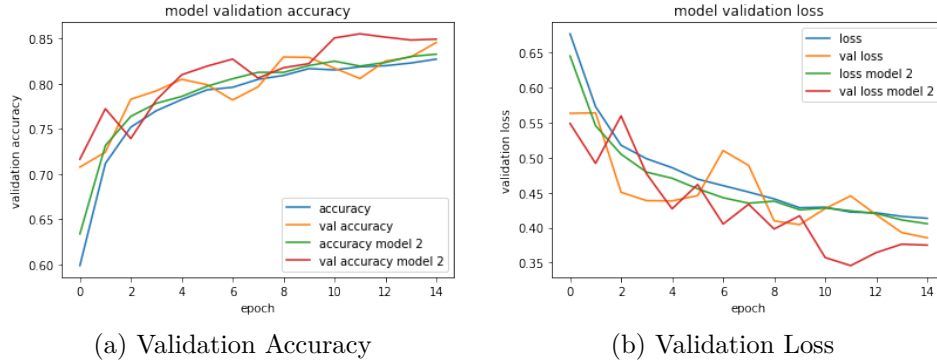 model validation accuracy
validation accuracy
0.85
0.80
0.75
0.70
0.65
0.60
accuracy
val accuracy
accuracy model 2
val accuracy model 2
0 2 4 6 8 10 12 14
epoch
(a) Validation Accuracy
model validation loss
validation loss
0.65
0.60
0.55
0.50
0.45
0.40
0.35
loss
val loss
loss model 2
val loss model 2
0 2 4 6 8 10 12 14
epoch
(b) Validation Loss